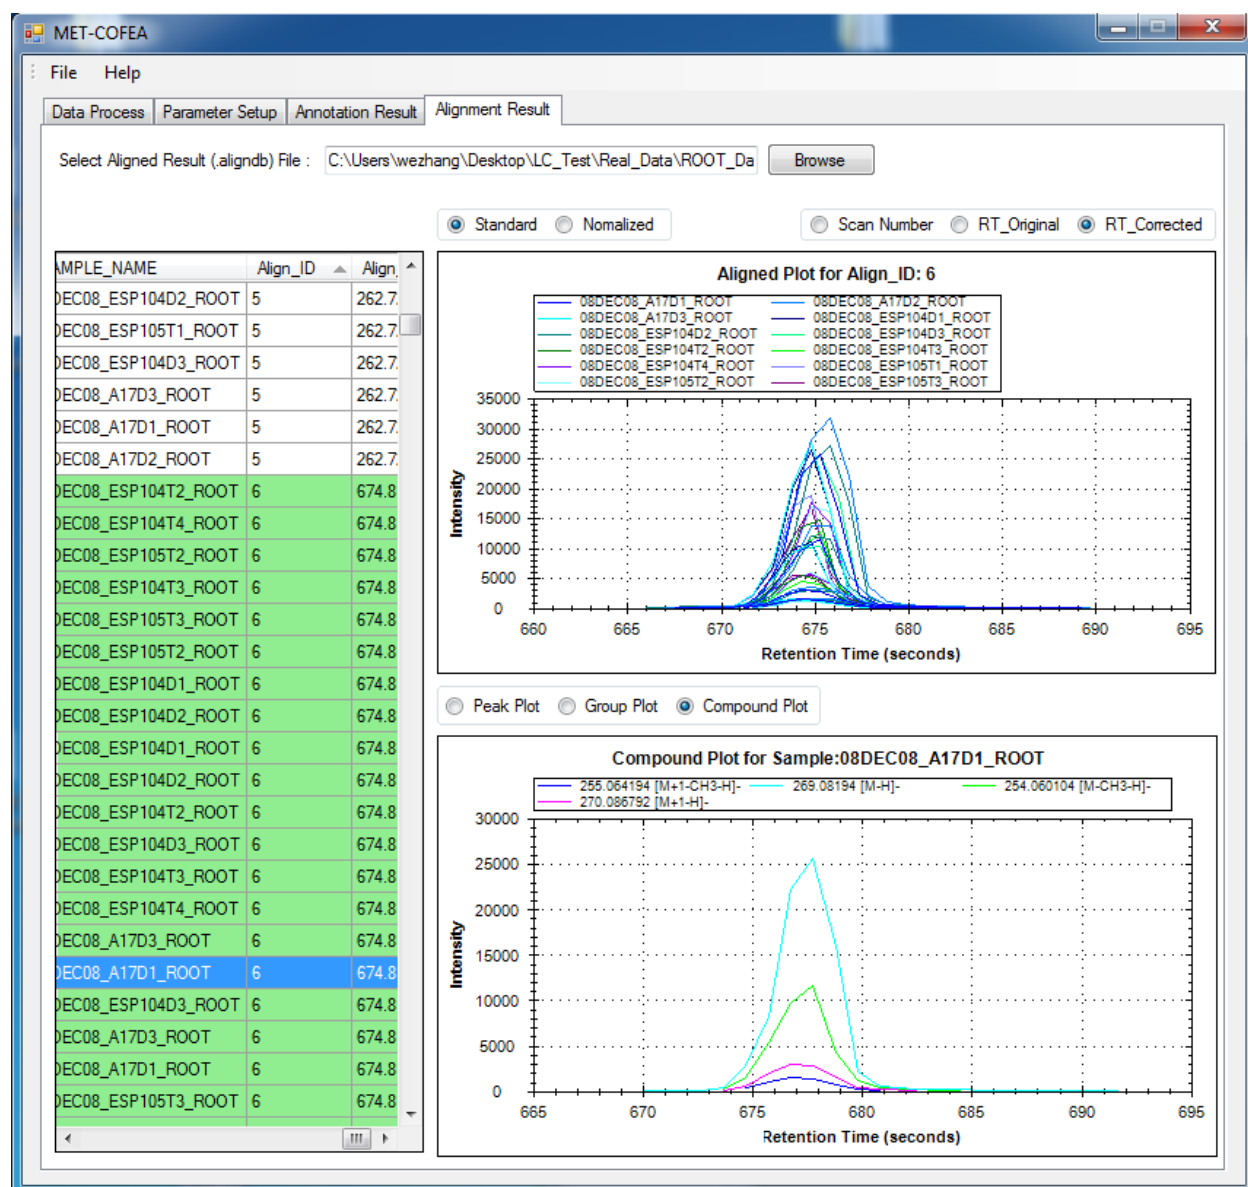 MET-COFEA
File Help
Data Process Parameter Setup Annotation Result Alignment Result
Select Aligned Result (.aligndb) File : C:\Users\wezhang\Desktop\LC_Test\Real_Data\ROOT_Da Browse
Standard Nomalized Scan Number RT_Original RT_Corrected
AMPLE_NAME Align_ID Align_
DEC08_ESP104D2_ROOT 5 262.7
DEC08_ESP105T1_ROOT 5 262.7
DEC08_ESP104D3_ROOT 5 262.7
DEC08_A17D3_ROOT 5 262.7
DEC08_A17D1_ROOT 5 262.7
DEC08_A17D2_ROOT 5 262.7
DEC08_ESP104T2_ROOT 6 674.8
DEC08_ESP104T4_ROOT 6 674.8
DEC08_ESP105T2_ROOT 6 674.8
DEC08_ESP104T3_ROOT 6 674.8
DEC08_ESP105T3_ROOT 6 674.8
DEC08_ESP105T2_ROOT 6 674.8
DEC08_ESP104D1_ROOT 6 674.8
DEC08_ESP104D2_ROOT 6 674.8
DEC08_ESP104D1_ROOT 6 674.8
DEC08_ESP104D2_ROOT 6 674.8
DEC08_ESP104T2_ROOT 6 674.8
DEC08_ESP104D3_ROOT 6 674.8
DEC08_ESP104T3_ROOT 6 674.8
DEC08_ESP104T4_ROOT 6 674.8
DEC08_A17D3_ROOT 6 674.8
DEC08_A17D1_ROOT 6 674.8
DEC08_ESP104D3_ROOT 6 674.8
DEC08_A17D3_ROOT 6 674.8
DEC08_A17D1_ROOT 6 674.8
DEC08_ESP105T3_ROOT 6 674.8
Aligned Plot for Align_ID: 6
08DEC08_A17D1_ROOT 08DEC08_A17D2_ROOT
08DEC08_A17D3_ROOT 08DEC08_ESP104D1_ROOT
08DEC08_ESP104D2_ROOT 08DEC08_ESP104D3_ROOT
08DEC08_ESP104T2_ROOT 08DEC08_ESP104T3_ROOT
08DEC08_ESP104T4_ROOT 08DEC08_ESP105T1_ROOT
08DEC08_ESP105T2_ROOT 08DEC08_ESP105T3_ROOT
35000
30000
25000
20000
15000
10000
5000
0
Intensity
660 665 670 675 680 685 690 695
Retention Time (seconds)
Peak Plot Group Plot Compound Plot
Compound Plot for Sample:08DEC08_A17D1_ROOT
255.064194 [M+1-CH3-H]- 269.08194 [M-H]- 254.060104 [M-CH3-H]-
270.086792 [M+1-H]-
30000
25000
20000
15000
10000
5000
0
Intensity
665 670 675 680 685 690 695
Retention Time (seconds)